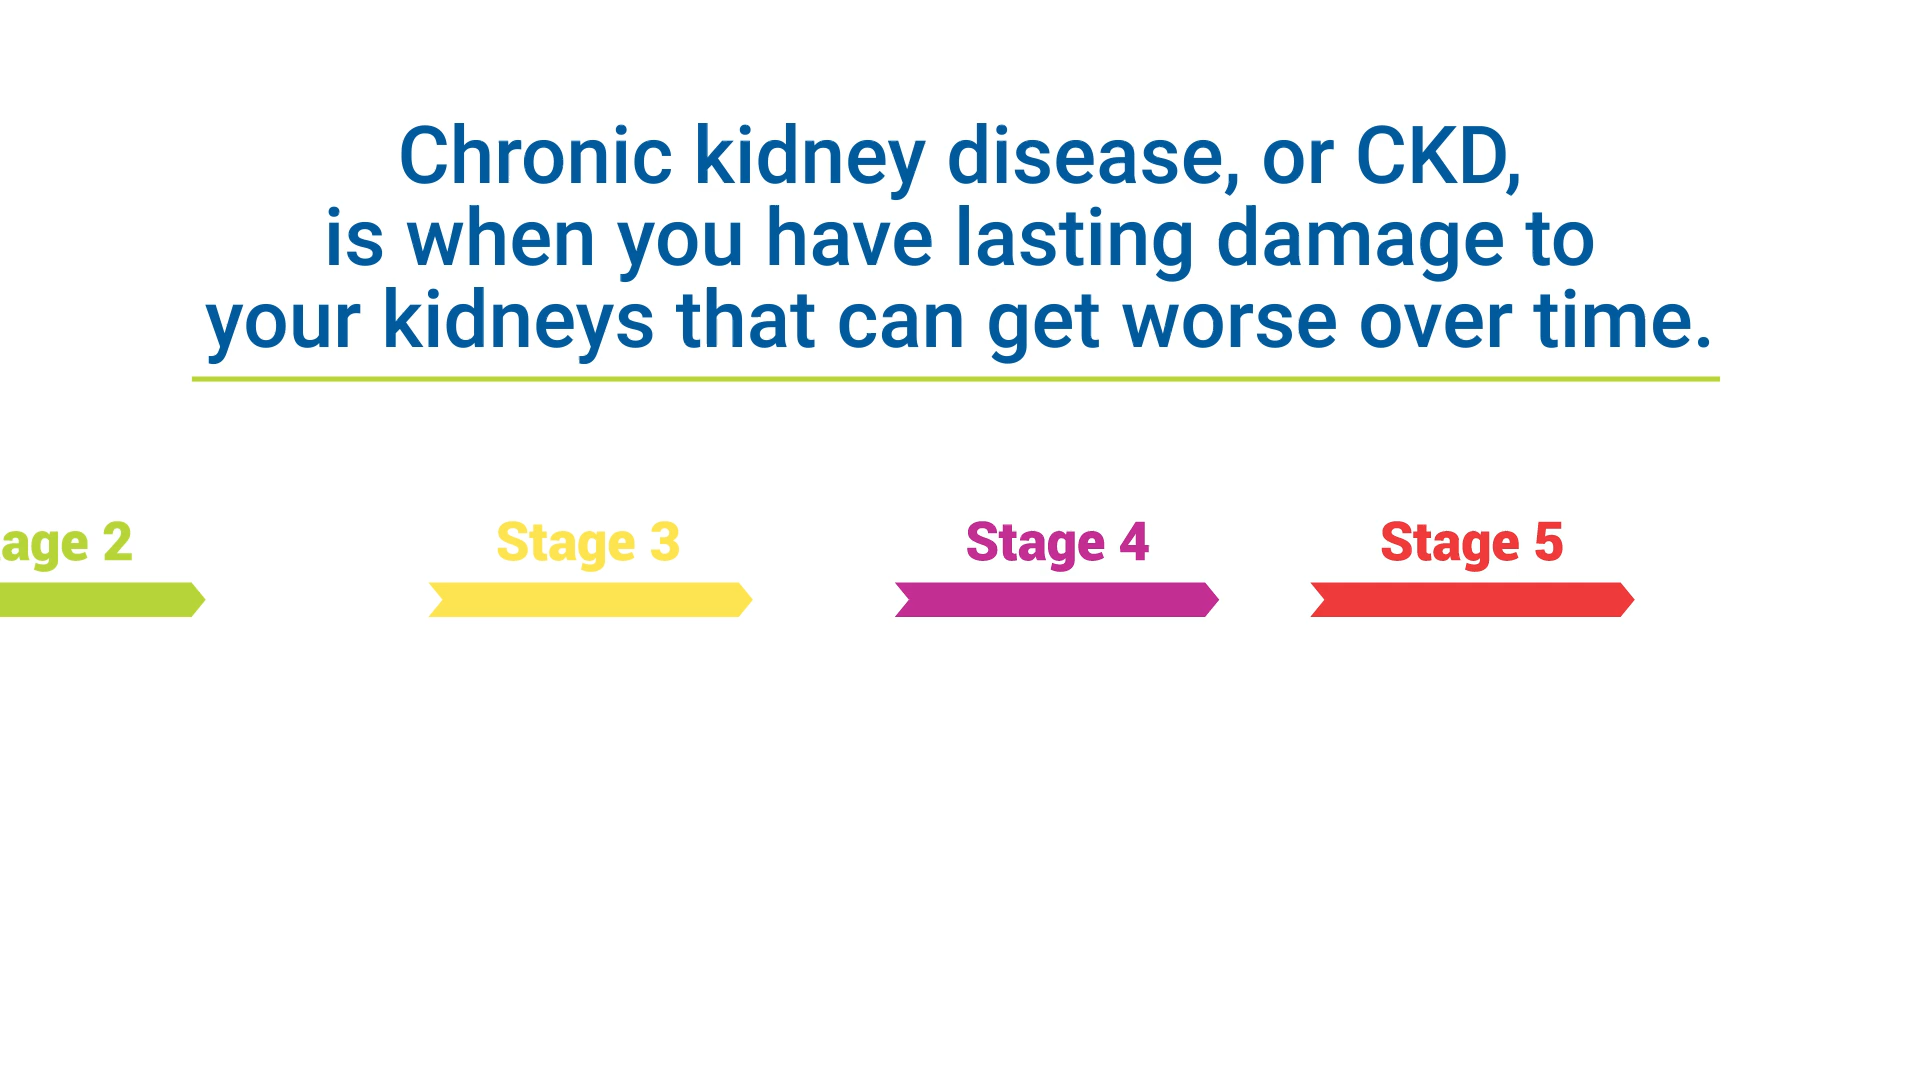 Chronic kidney disease, or CKD,
is when you have lasting damage to
your kidneys that can get worse over time.
age 2 Stage 3 Stage 4 Stage 5